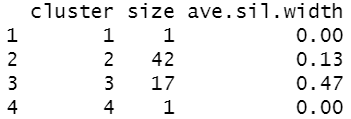 cluster size ave.sil.width
1 1 1 0.00
2 2 42 0.13
3 3 17 0.47
4 4 1 0.00